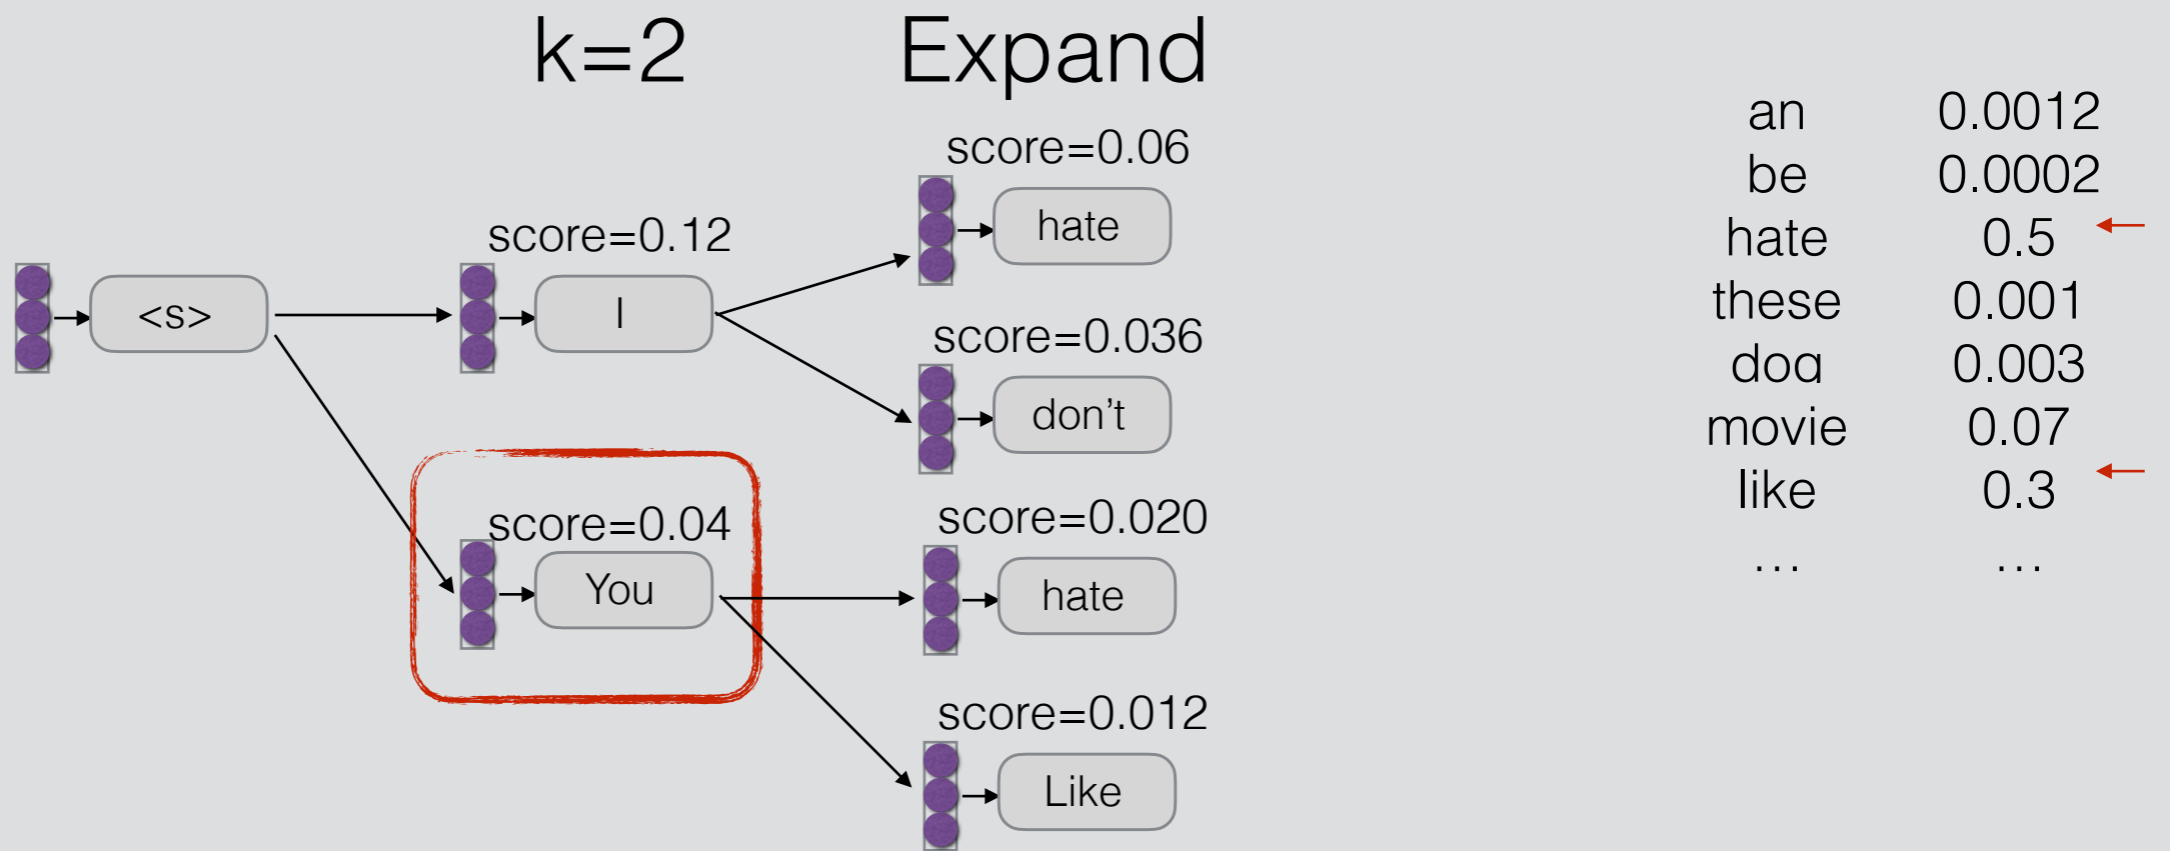 k=2 Expand
score=0.06
hate
score=0.12
<s>
I
score=0.036
don't
score=0.04
You
score=0.020
hate
score=0.012
Like
an 0.0012
be 0.0002
hate 0.5
these 0.001
dog 0.003
movie 0.07
like 0.3
... ...